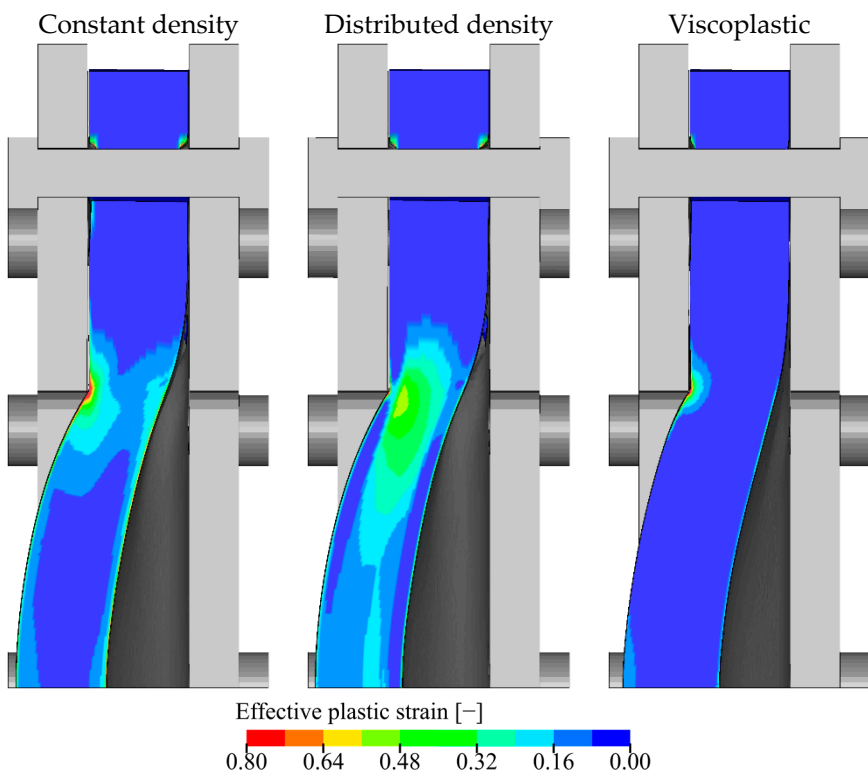 Constant density Distributed density Viscoplastic
Effective plastic strain [−]
0.80 0.64 0.48 0.32 0.16 0.00